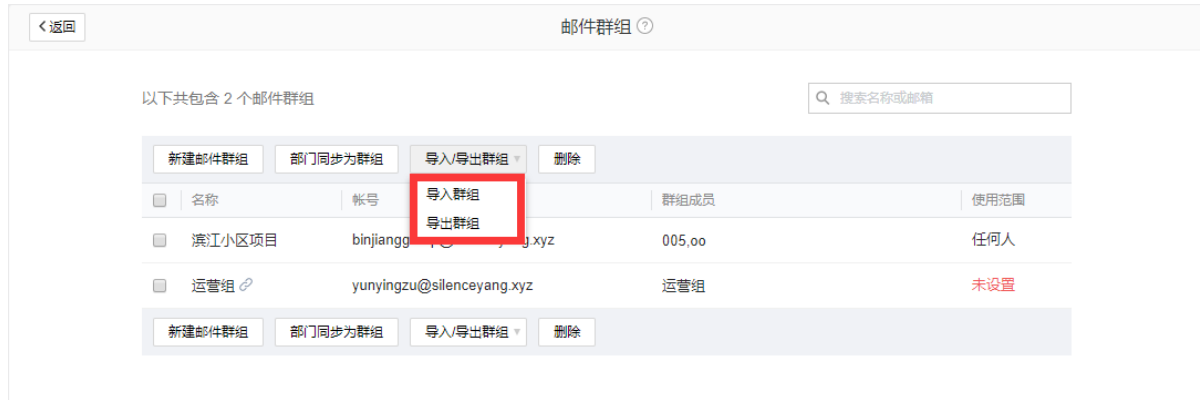 返回
邮件群组
以下共包含 2 个邮件群组
搜索名称或邮箱
新建邮件群组 部门同步为群组 导入/导出群组 删除
导入群组
导出群组
名称 帐号 群组成员 使用范围
滨江小区项目 binjiangg 005,oo 任何人
运营组 yunyingzu@silenceyang.xyz 运营组 未设置
新建邮件群组 部门同步为群组 导入/导出群组 删除